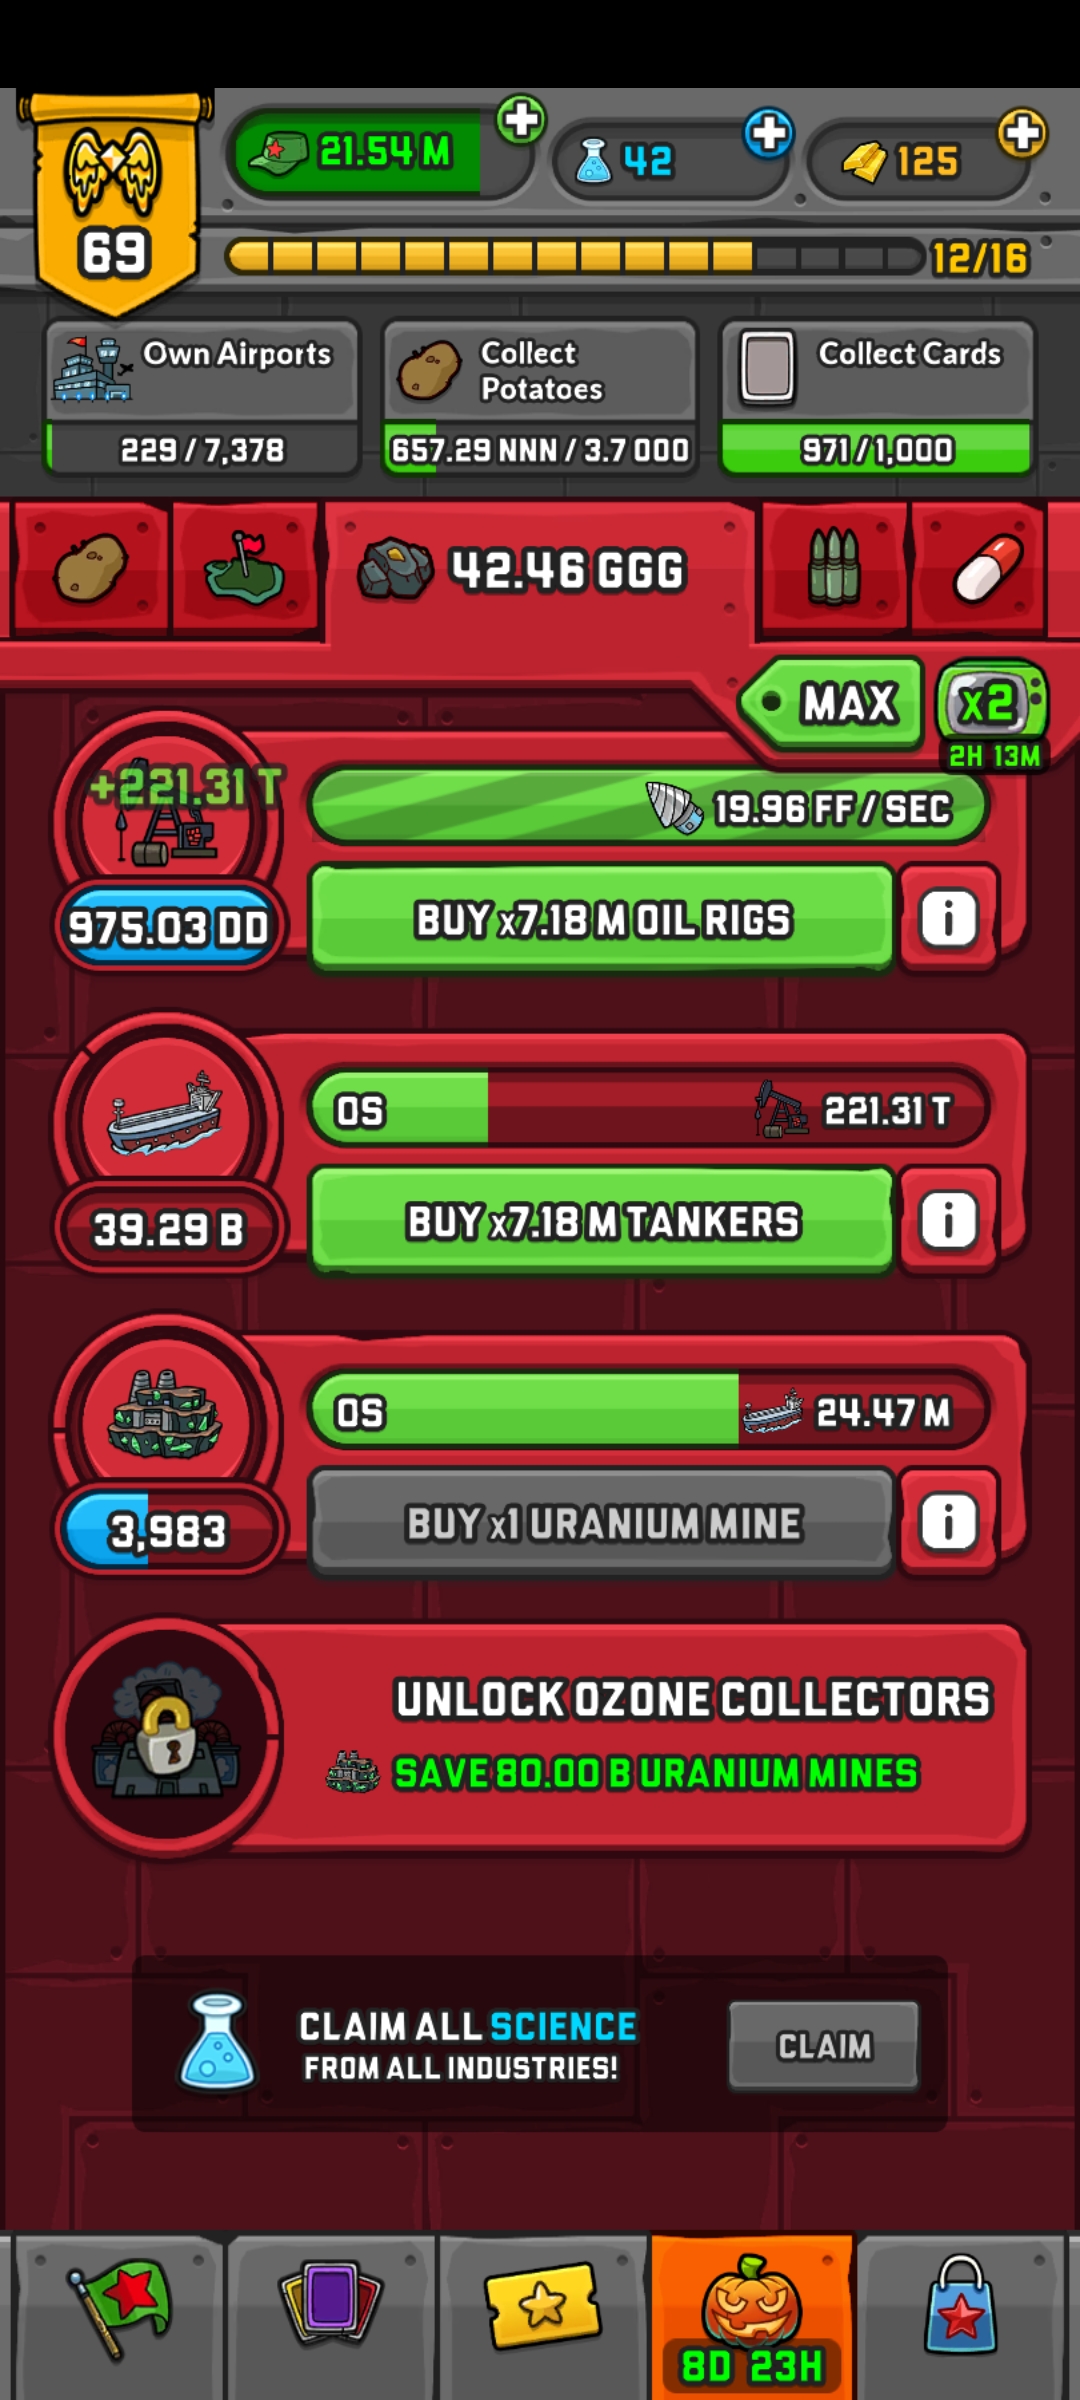 69
21.54 M
42
125
12/16
Own Airports
229 / 7,378
Collect
Potatoes
657.29 NNN / 3.7 OOO
Collect Cards
971 / 1,000
42.46 GGG
MAX
x2
2H 13M
+221.31 T
19.96 FF / SEC
975.03 DD
BUY x7.18 M OIL RIGS
i
0S
221.31 T
39.29 B
BUY x7.18 M TANKERS
i
0S
24.47 M
3,983
BUY x1 URANIUM MINE
i
UNLOCK OZONE COLLECTORS
SAVE 80.00 B URANIUM MINES
CLAIM ALL SCIENCE
FROM ALL INDUSTRIES!
CLAIM
8D 23H